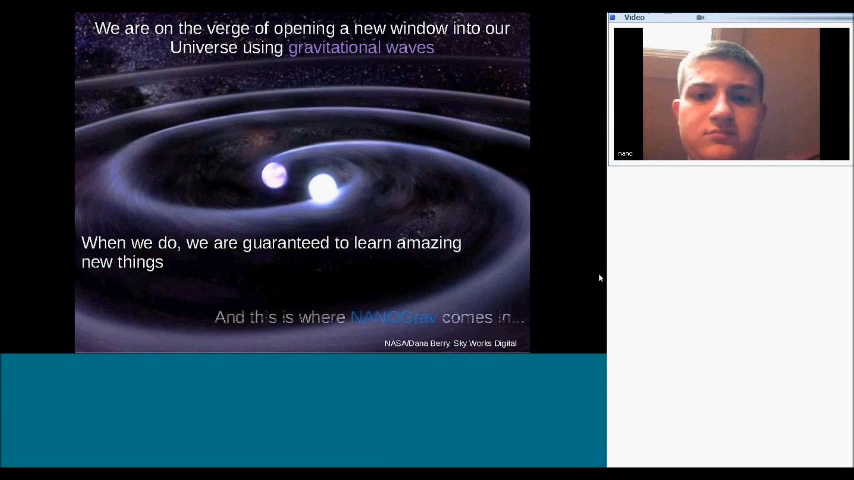 We are on the verge of opening a new window into our
Universe using gravitational waves
When we do, we are guaranteed to learn amazing
new things
And this is where NANOGrav comes in...
NASA/Dana Berry, Sky Works Digital
Video
nano